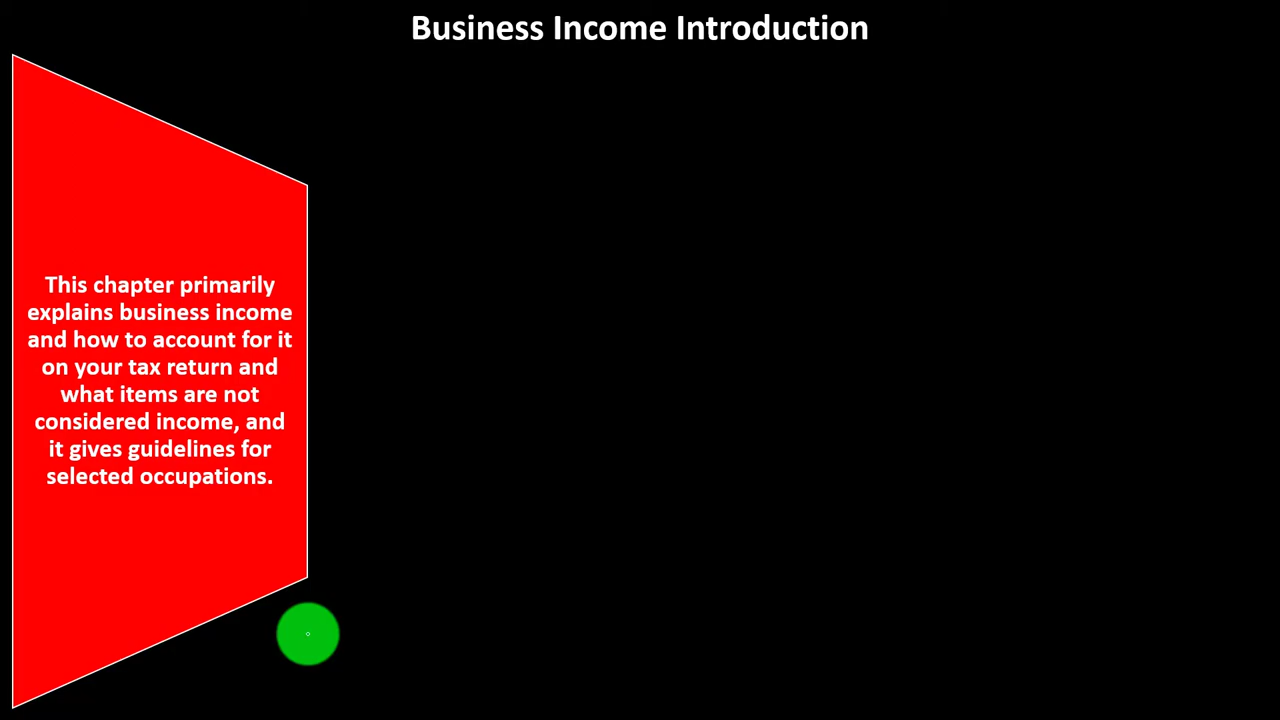 Business Income Introduction
This chapter primarily
explains business income
and how to account for it
on your tax return and
what items are not
considered income, and
it gives guidelines for
selected occupations.